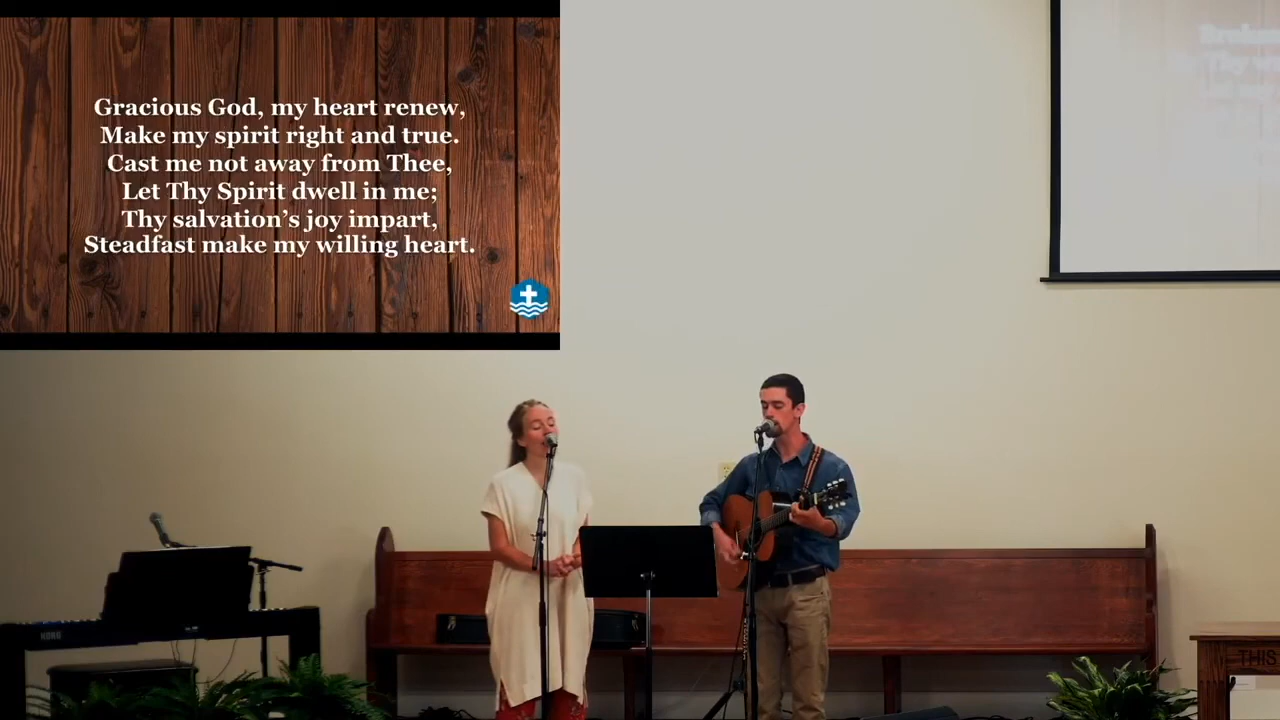 Gracious God, my heart renew,
Make my spirit right and true.
Cast me not away from Thee,
Let Thy Spirit dwell in me;
Thy salvation’s joy impart,
Steadfast make my willing heart.
KORG
THIS